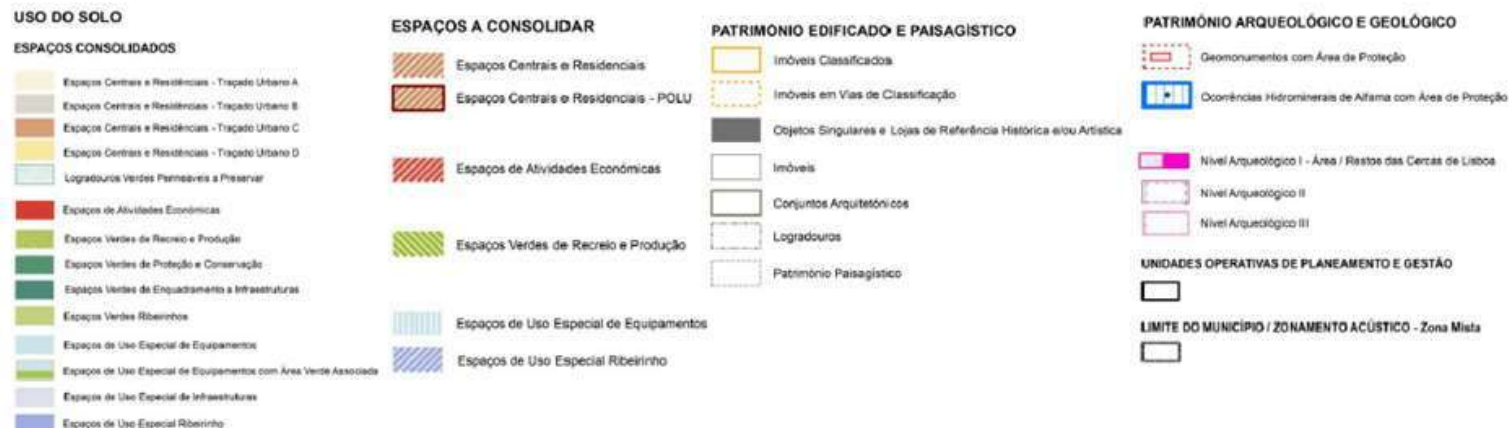 USO DO SOLO
ESPAÇOS CONSOLIDADOS
Espaços Centrais e Residênciais - Traçado Urbano A
Espaços Centrais e Residênciais - Traçado Urbano B
Espaços Centrais e Residênciais - Traçado Urbano C
Espaços Centrais e Residênciais - Traçado Urbano D
Logradouros Verdes Permeáveis a Preservar
Espaços de Atividades Económicas
Espaços Verdes de Recreio e Produção
Espaços Verdes de Proteção e Conservação
Espaços Verdes de Enquadramento a Infraestruturas
Espaços Verdes Ribeirinhos
Espaços de Uso Especial de Equipamentos
Espaços de Uso Especial de Equipamentos com Área Verde Associada
Espaços de Uso Especial de Infraestruturas
Espaços de Uso Especial Ribeirinho
ESPAÇOS A CONSOLIDAR
Espaços Centrais e Residenciais
Espaços Centrais e Residenciais - POLU
Espaços de Atividades Económicas
Espaços Verdes de Recreio e Produção
Espaços de Uso Especial de Equipamentos
Espaços de Uso Especial Ribeirinho
PATRIMÓNIO EDIFICADO E PAISAGÍSTICO
Imóveis Classificados
Imóveis em Vias de Classificação
Objetos Singulares e Lojas de Referência Histórica e/ou Artística
Imóveis
Conjuntos Arquitetónicos
Logradouros
Património Paisagístico
PATRIMÓNIO ARQUEOLÓGICO E GEOLÓGICO
Geomonumentos com Área de Proteção
Ocorrências Hidrominerais de Alfama com Área de Proteção
Nível Arqueológico I - Área / Restos das Cercas de Lisboa
Nível Arqueológico II
Nível Arqueológico III
UNIDADES OPERATIVAS DE PLANEAMENTO E GESTÃO
LIMITE DO MUNICÍPIO / ZONAMENTO ACÚSTICO - Zona Mista